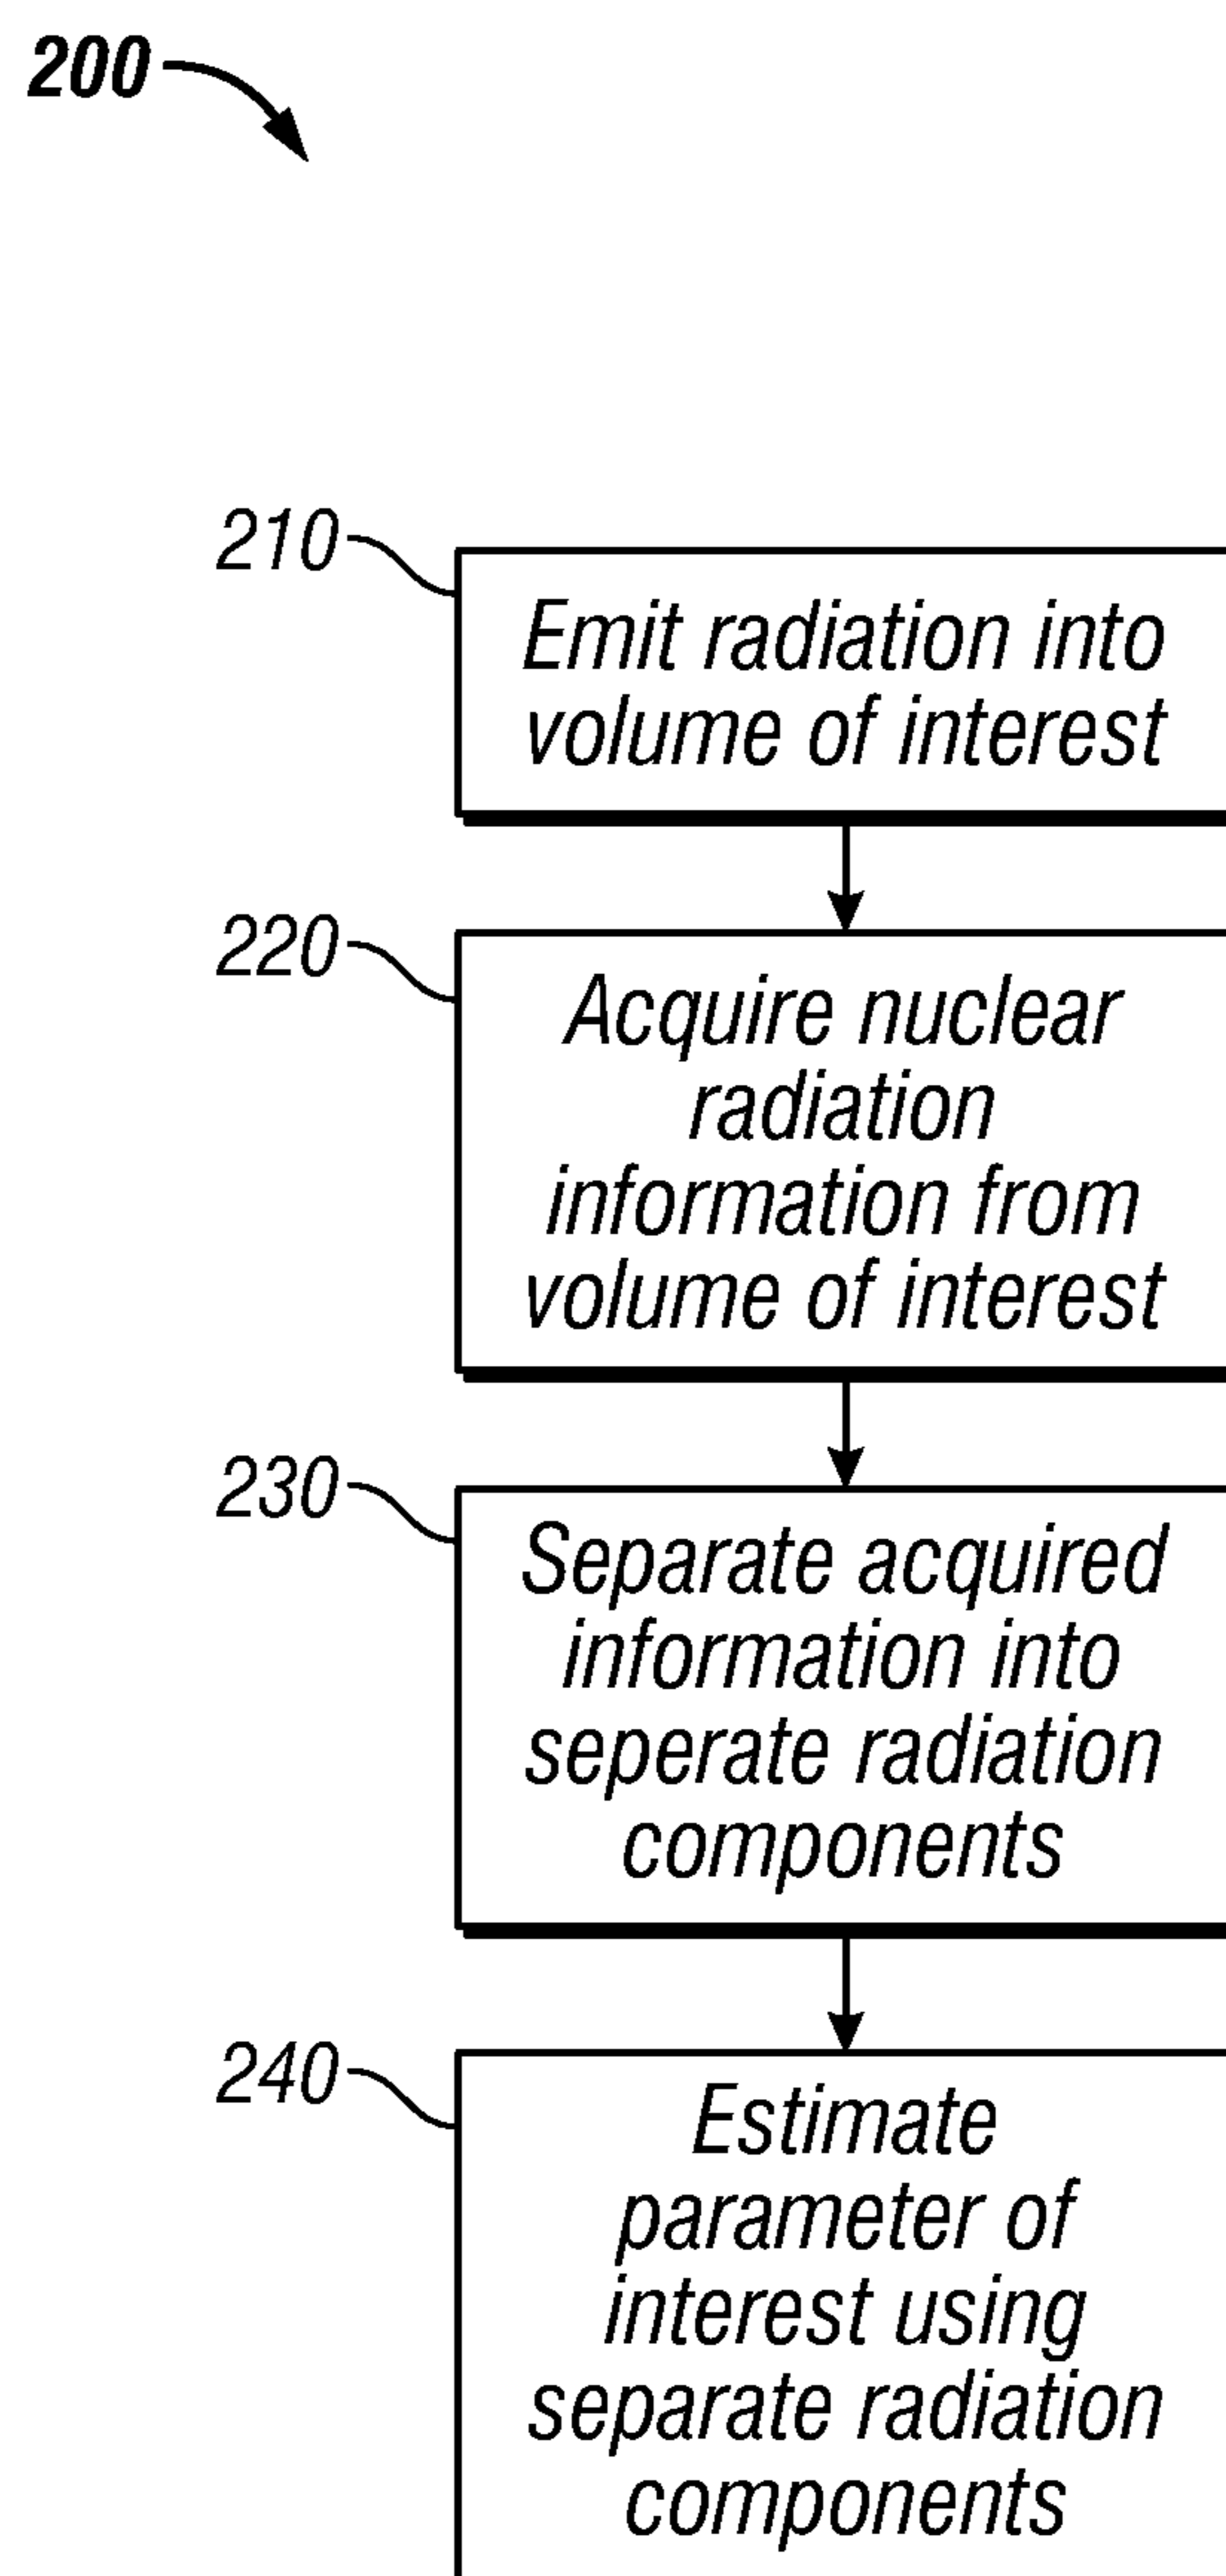 200
210
Emit radiation into
volume of interest
220
Acquire nuclear
radiation
information from
volume of interest
230
Separate acquired
information into
seperate radiation
components
240
Estimate
parameter of
interest using
separate radiation
components